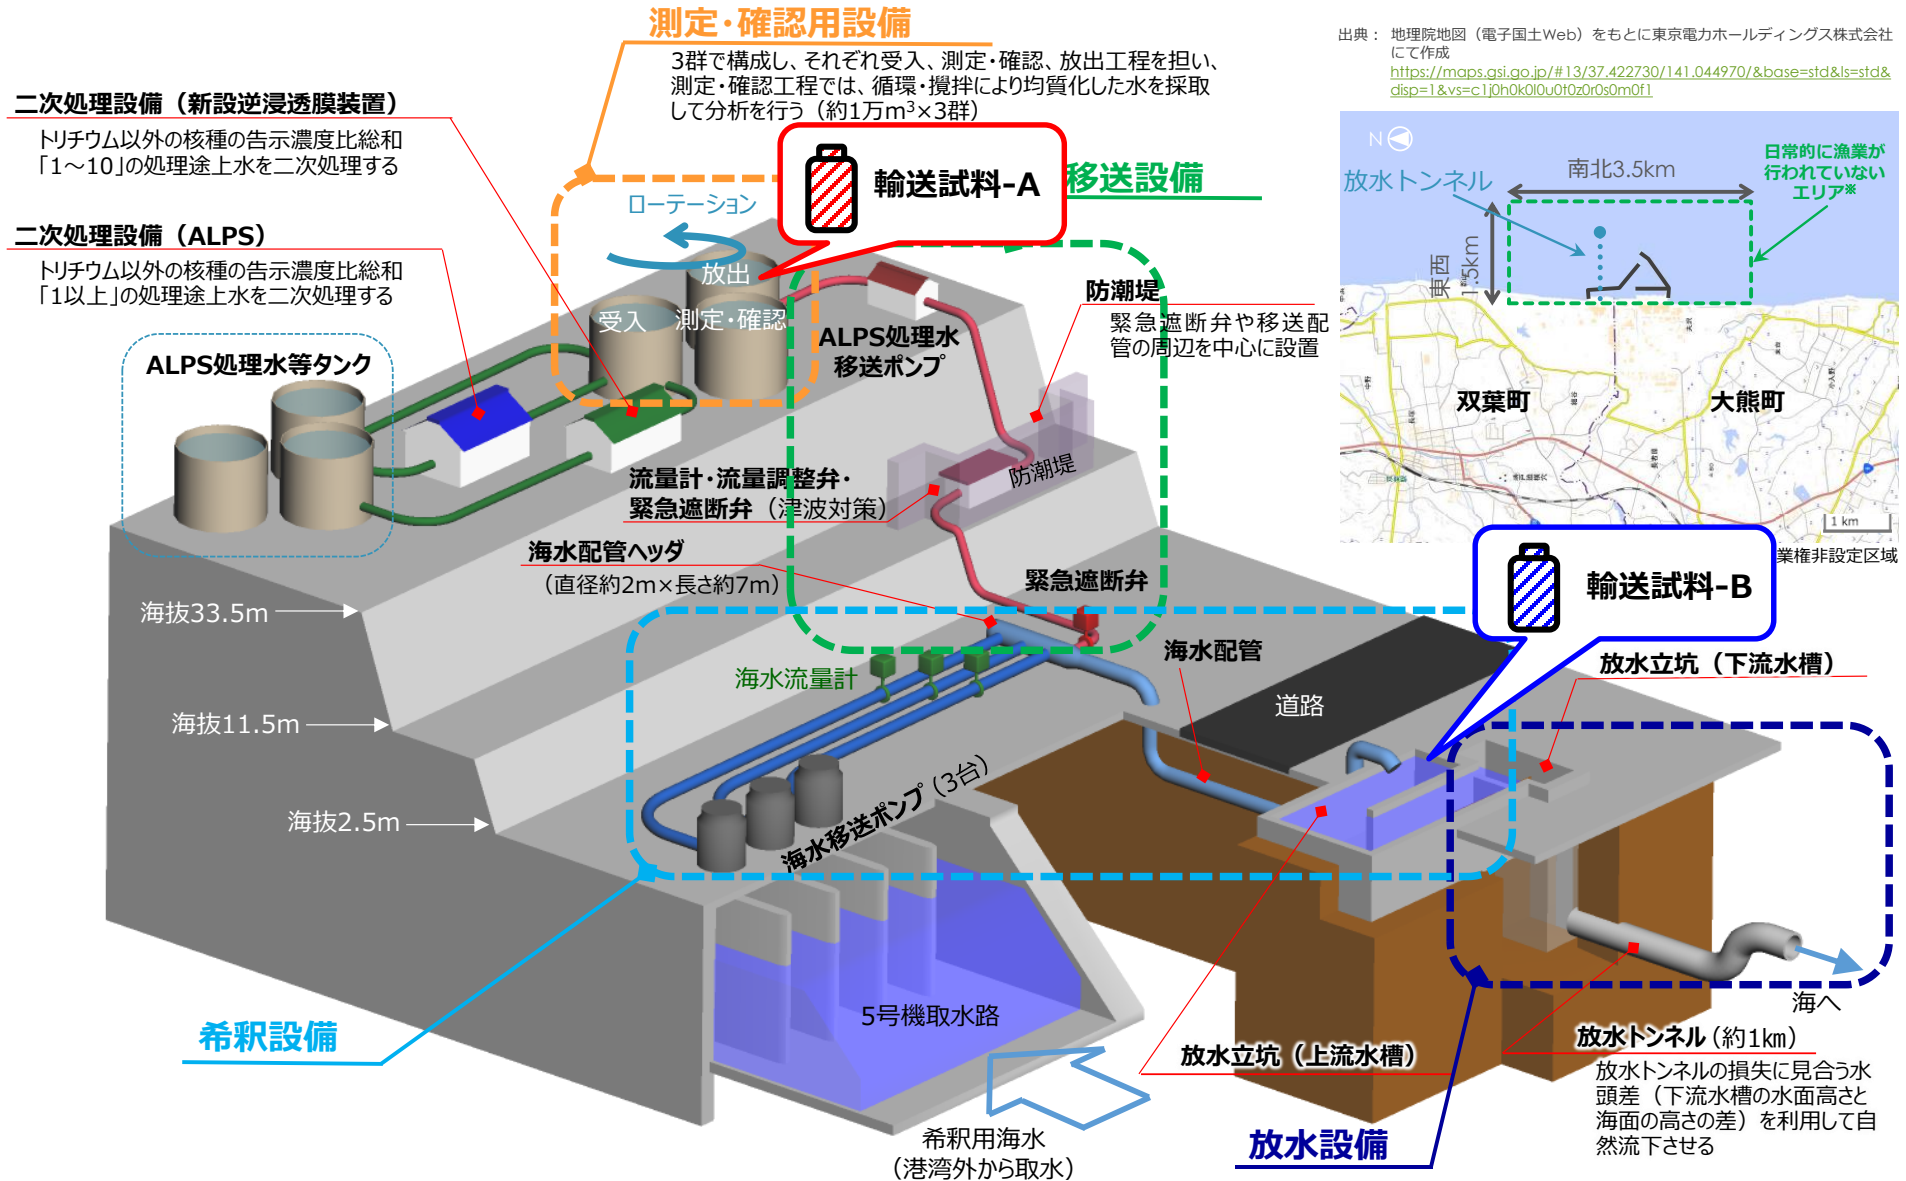 測定・確認用設備
3群で構成し、それぞれ受入、測定・確認、放出工程を担い、
測定・確認工程では、循環・攪拌により均質化した水を採取
して分析を行う（約1万m³×3群）
出典： 地理院地図（電子国土Web）をもとに東京電力ホールディングス株式会社
にて作成
https://maps.gsi.go.jp/#13/37.422730/141.044970/&base=std&ls=std&
disp=1&vs=c1j0h0k0l0u0t0z0r0s0m0f1
二次処理設備（新設逆浸透膜装置）
トリチウム以外の核種の告示濃度比総和
「1～10」の処理途上水を二次処理する
二次処理設備（ALPS）
トリチウム以外の核種の告示濃度比総和
「1以上」の処理途上水を二次処理する
ALPS処理水等タンク
ローテーション
輸送試料-A
移送設備
放出
受入
測定・確認
ALPS処理水
移送ポンプ
防潮堤
緊急遮断弁や移送配
管の周辺を中心に設置
N
放水トンネル
南北3.5km
東西
1.5km
日常的に漁業が
行われていない
エリア※
双葉町
大熊町
1 km
業権非設定区域
流量計・流量調整弁・
緊急遮断弁（津波対策）
防潮堤
海水配管ヘッダ
（直径約2m×長さ約7m）
緊急遮断弁
輸送試料-B
海抜33.5m
海抜11.5m
海抜2.5m
海水流量計
海水配管
道路
放水立坑（下流水槽）
海水移送ポンプ（3台）
5号機取水路
希釈設備
希釈用海水
（港湾外から取水）
放水立坑（上流水槽）
放水設備
海へ
放水トンネル（約1km）
放水トンネルの損失に見合う水
頭差（下流水槽の水面高さと
海面の高さの差）を利用して自
然流下させる